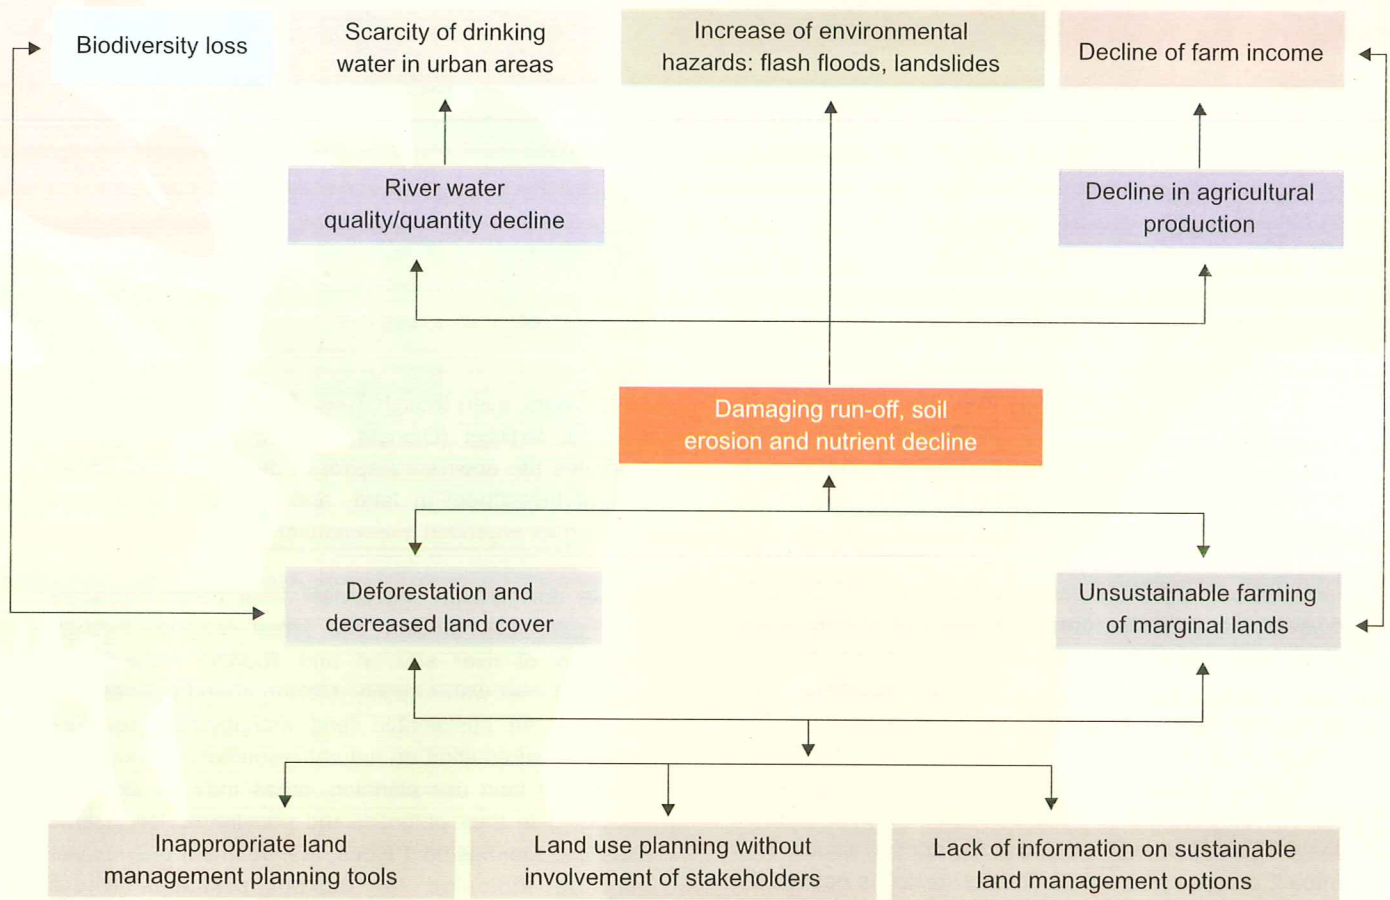 Biodiversity loss
Scarcity of drinking
water in urban areas
Increase of environmental
hazards: flash floods, landslides
Decline of farm income
River water
quality/quantity decline
Decline in agricultural
production
Damaging run-off, soil
erosion and nutrient decline
Deforestation and
decreased land cover
Unsustainable farming
of marginal lands
Inappropriate land
management planning tools
Land use planning without
involvement of stakeholders
Lack of information on sustainable
land management options